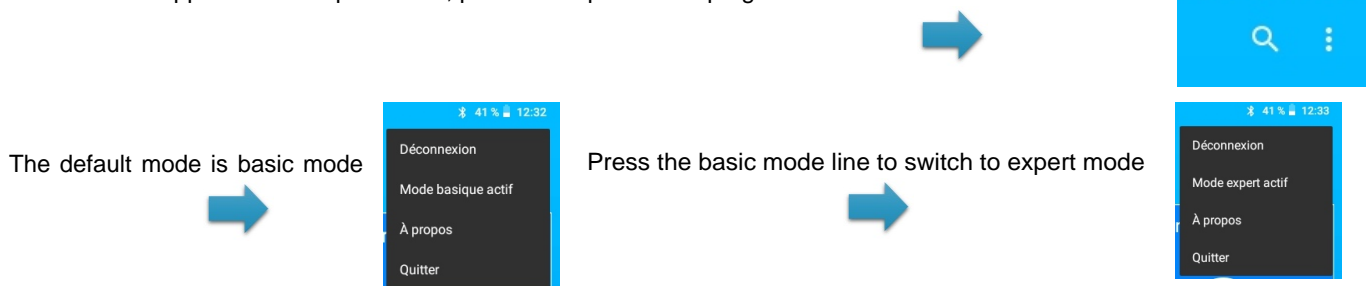 The default mode is basic mode
41 % 12:32
Déconnexion
Mode basique actif
À propos
Quitter
Press the basic mode line to switch to expert mode
41 % 12:33
Déconnexion
Mode expert actif
À propos
Quitter